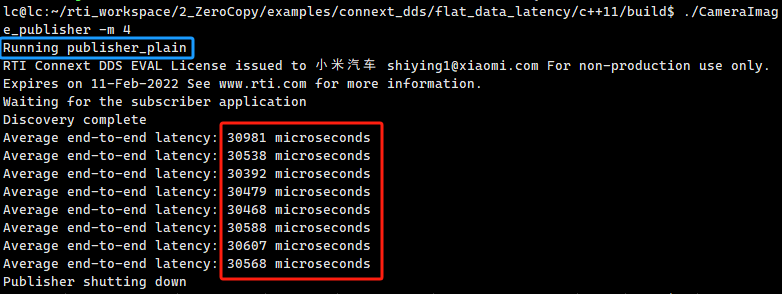 lc@lc:~/rti_workspace/2_ZeroCopy/examples/connext_dds/flat_data_latency/c++11/build$ ./CameraImag
e_publisher -m 4
Running publisher_plain
RTI Connext DDS EVAL License issued to 小米汽车 shiying1@xiaomi.com For non-production use only.
Expires on 11-Feb-2022 See www.rti.com for more information.
Waiting for the subscriber application
Discovery complete
Average end-to-end latency: 30981 microseconds
Average end-to-end latency: 30538 microseconds
Average end-to-end latency: 30392 microseconds
Average end-to-end latency: 30479 microseconds
Average end-to-end latency: 30468 microseconds
Average end-to-end latency: 30588 microseconds
Average end-to-end latency: 30607 microseconds
Average end-to-end latency: 30568 microseconds
Publisher shutting down